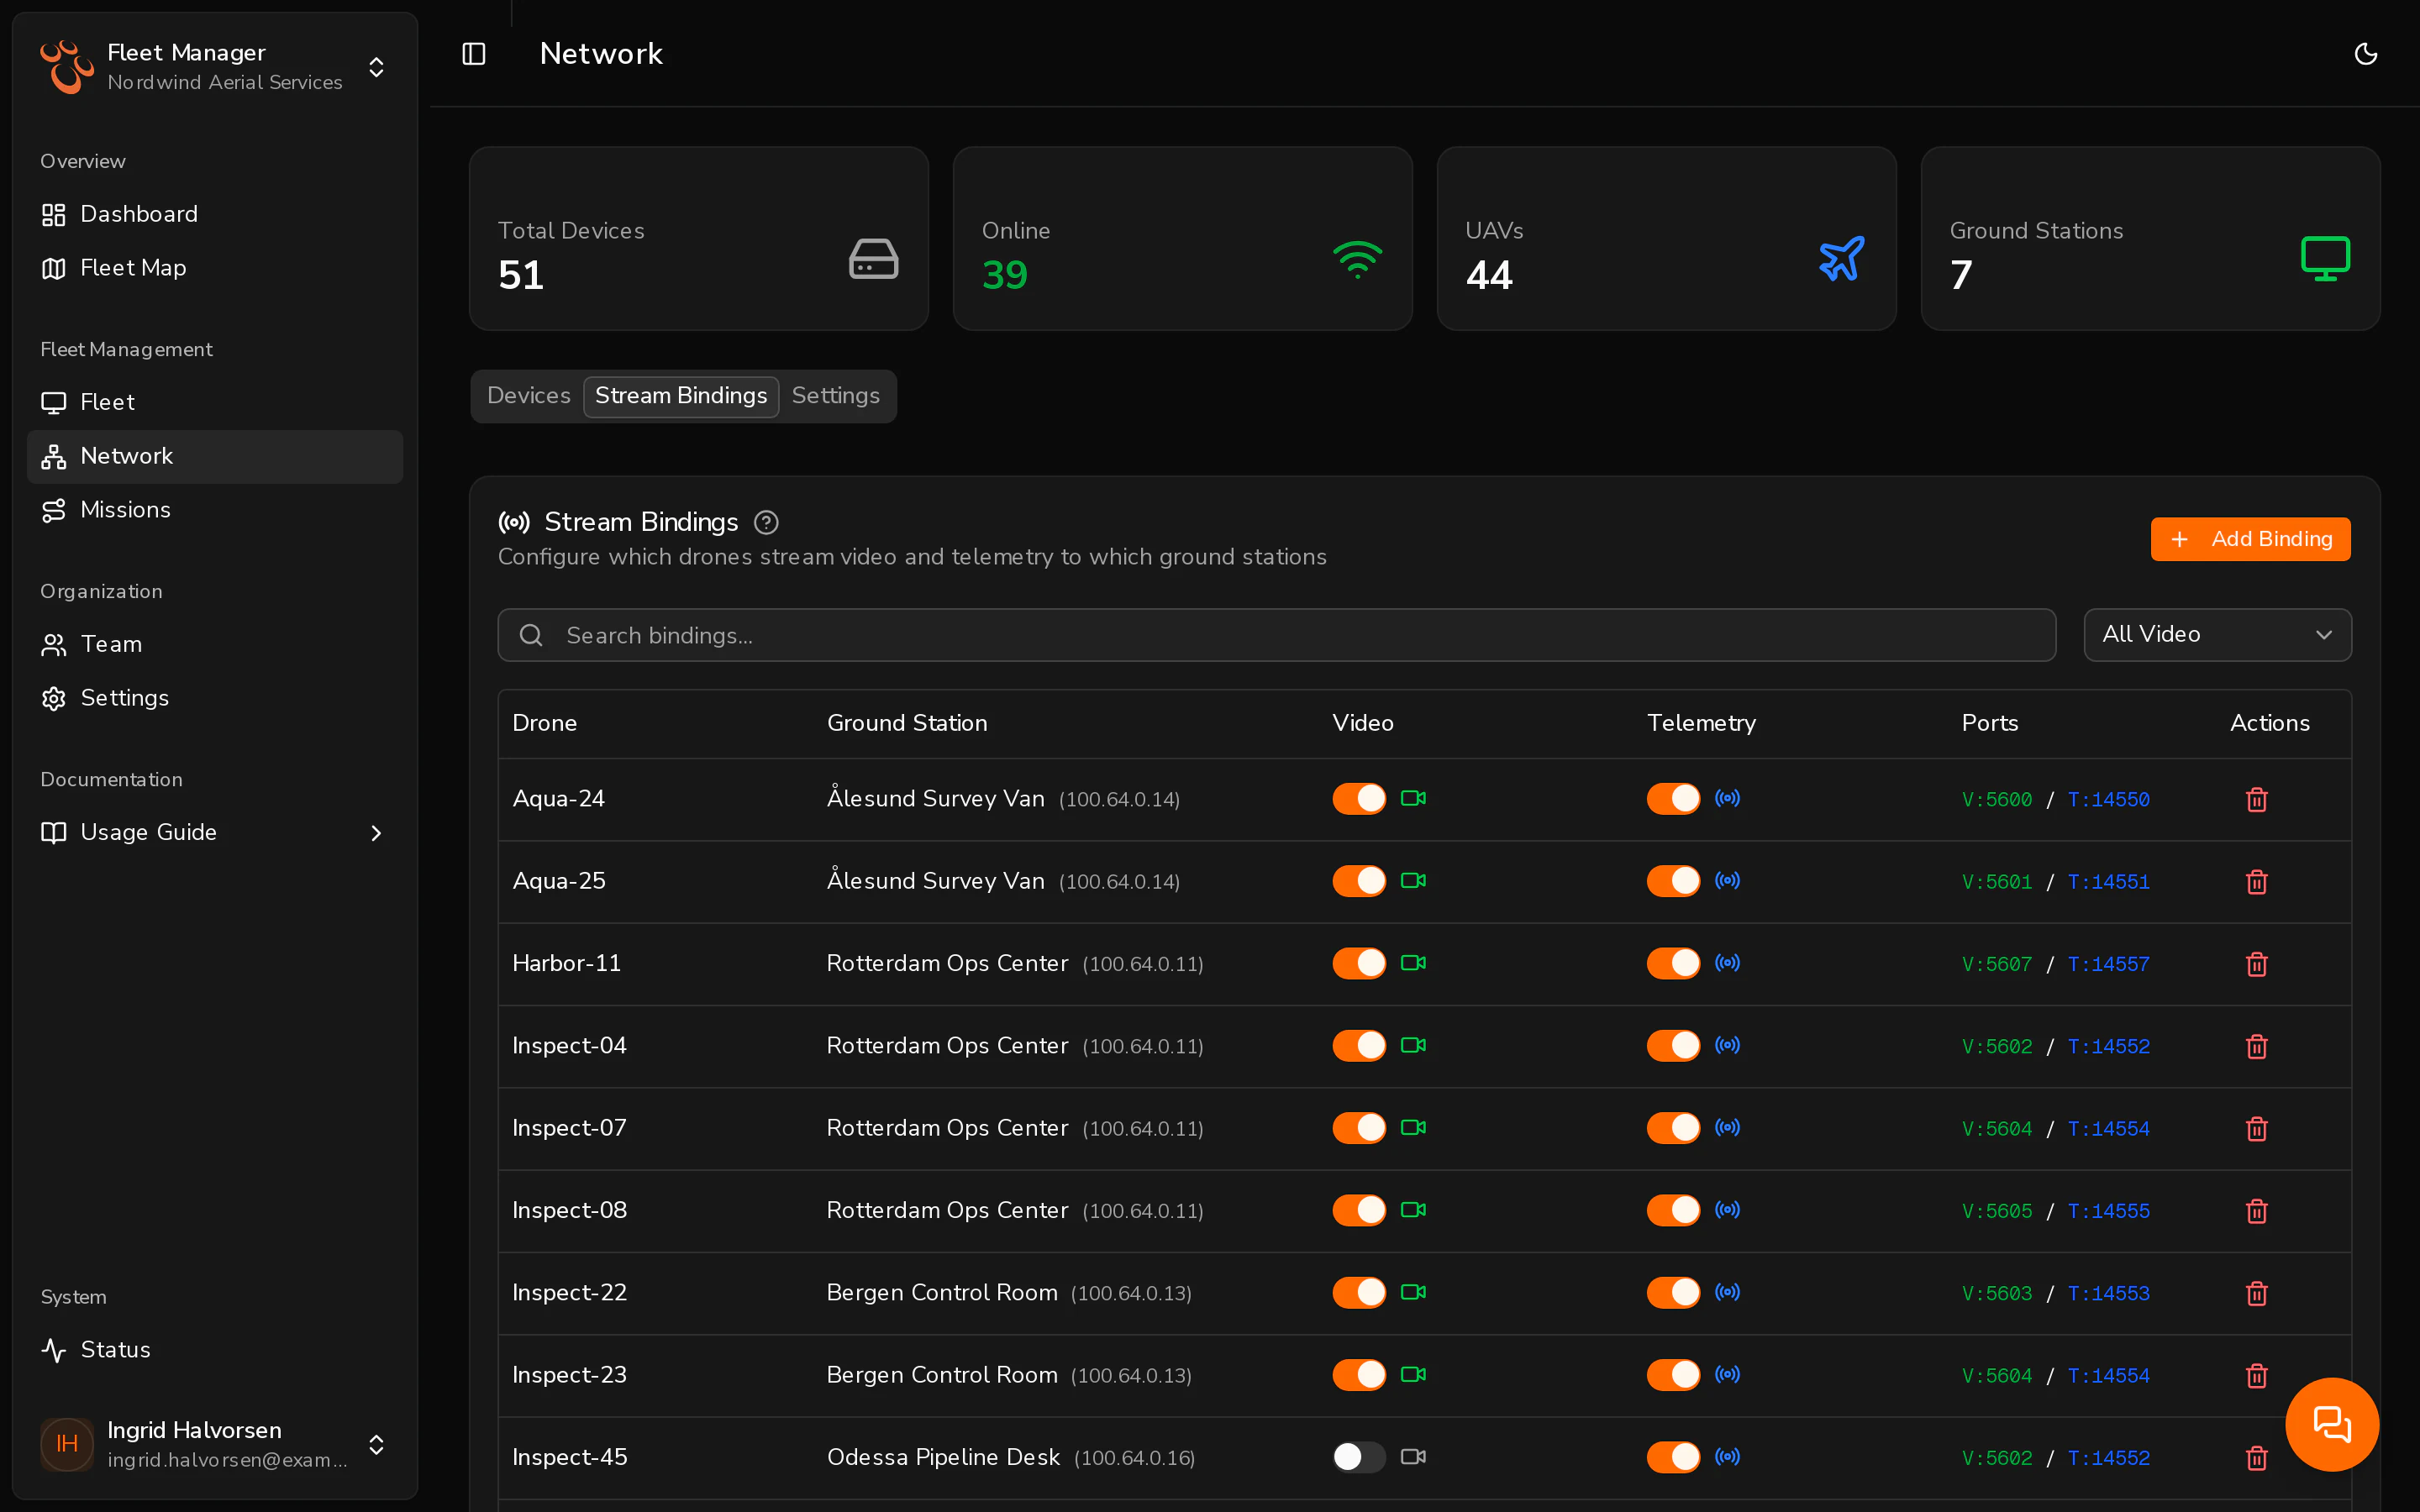 Fleet Manager
Nordwind Aerial Services
Overview
Dashboard
Fleet Map
Fleet Management
Fleet
Network
Missions
Organization
Team
Settings
Documentation
Usage Guide
System
Status
IH
Ingrid Halvorsen
ingrid.halvorsen@exam...
Network
Total Devices
51
Online
39
UAVs
44
Ground Stations
7
Devices Stream Bindings Settings
Stream Bindings
Configure which drones stream video and telemetry to which ground stations
Add Binding
Search bindings...
All Video
Drone Ground Station Video Telemetry Ports Actions
Aqua-24 Ålesund Survey Van (100.64.0.14) V:5600 / T:14550
Aqua-25 Ålesund Survey Van (100.64.0.14) V:5601 / T:14551
Harbor-11 Rotterdam Ops Center (100.64.0.11) V:5607 / T:14557
Inspect-04 Rotterdam Ops Center (100.64.0.11) V:5602 / T:14552
Inspect-07 Rotterdam Ops Center (100.64.0.11) V:5604 / T:14554
Inspect-08 Rotterdam Ops Center (100.64.0.11) V:5605 / T:14555
Inspect-22 Bergen Control Room (100.64.0.13) V:5603 / T:14553
Inspect-23 Bergen Control Room (100.64.0.13) V:5604 / T:14554
Inspect-45 Odessa Pipeline Desk (100.64.0.16) V:5602 / T:14552